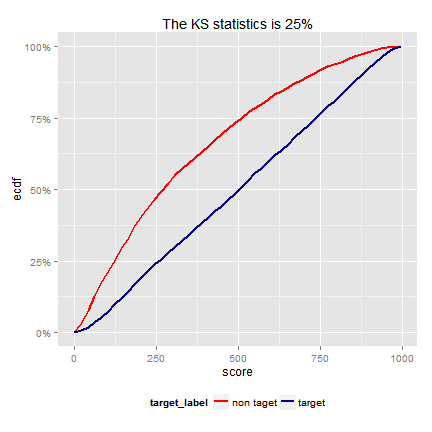 The KS statistics is 25%
100%
75%
50%
25%
0%
ecdf
0 250 500 750 1000
score
target_label non taget target